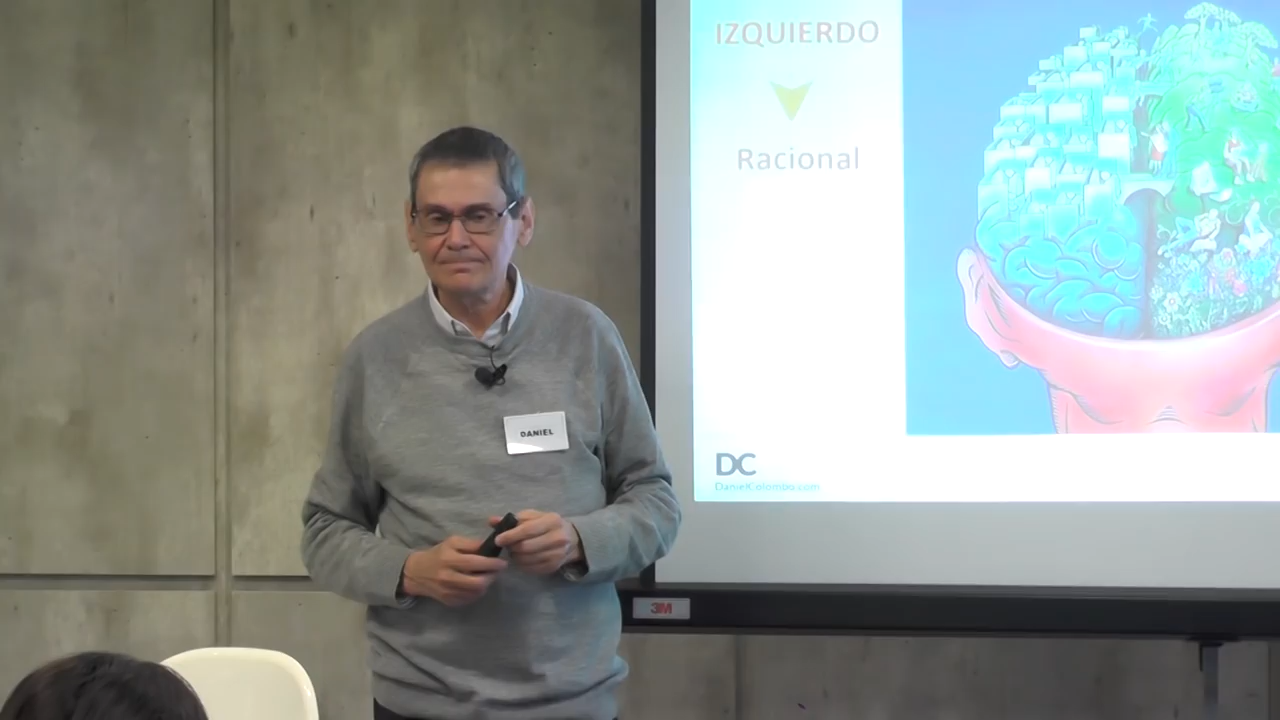 IZQUIERDO
Racional
DANIEL
DC
DanielColombo.com
3M